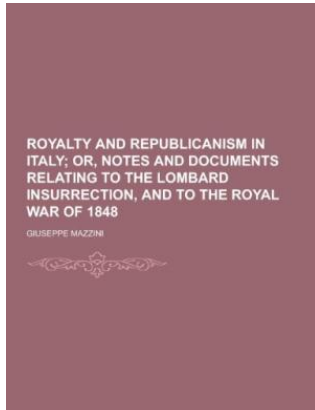 ROYALTY AND REPUBLICANISM IN
ITALY; OR, NOTES AND DOCUMENTS
RELATING TO THE LOMBARD
INSURRECTION, AND TO THE ROYAL
WAR OF 1848
GIUSEPPE MAZZINI